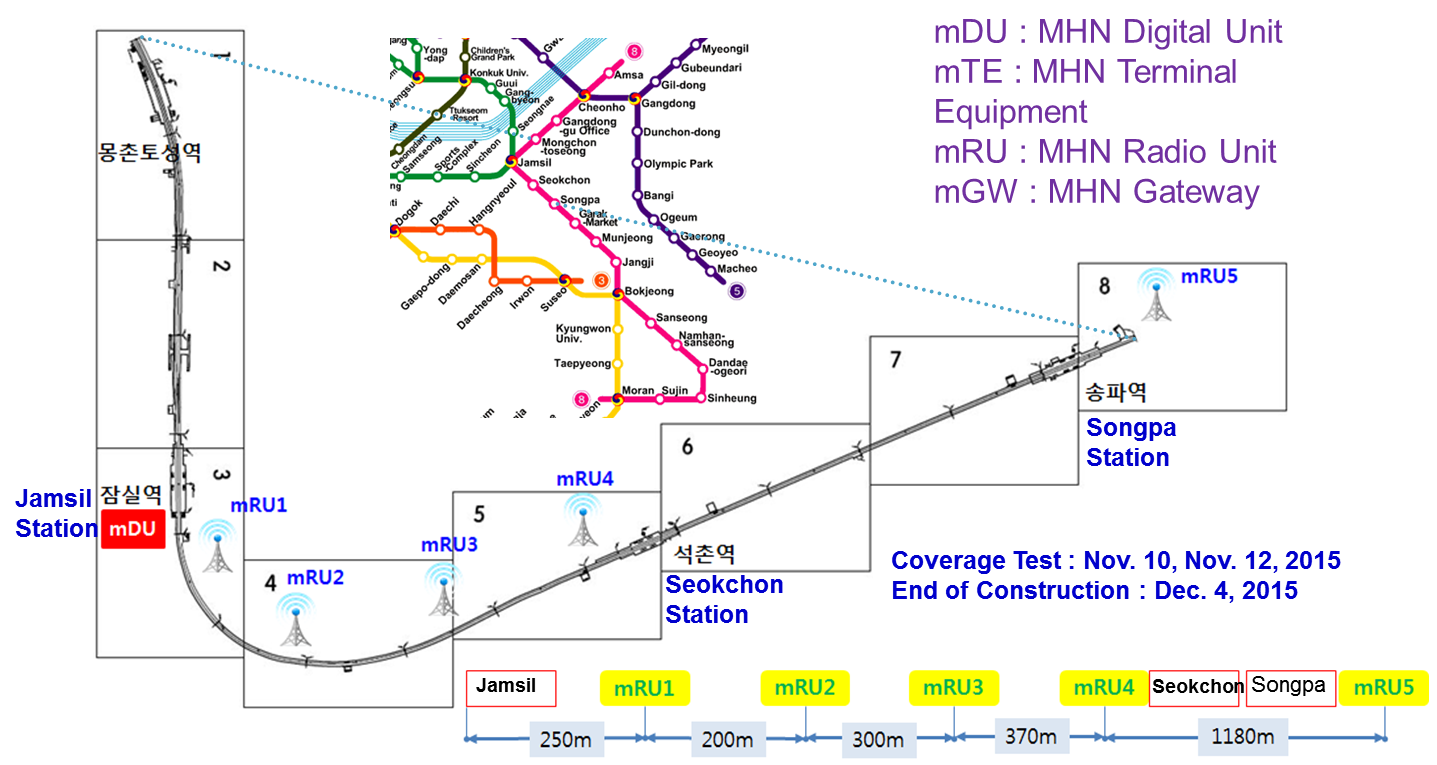 mDU : MHN Digital Unit
mTE : MHN Terminal
Equipment
mRU : MHN Radio Unit
mGW : MHN Gateway
1
몽촌토성역
2
3
잠실역
Jamsil
Station
mDU
mRU1
4
mRU2
mRU3
5
mRU4
6
석촌역
Seokchon
Station
7
8
mRU5
송파역
Songpa
Station
Yong
-dap
Children's
Grand Park
Konkuk Univ.
Guui
Gang-
byeon
Seongnae
Ttukseom
Resort
Cheongdam
Samseong
Sports
-Complex
Sincheon
Jamsil
8
Amsa
Cheonho
Gangdong
-gu Office
Mongchon
-toseong
Myeongil
Gubeundari
Gil-dong
Gangdong
Dunchon-dong
Olympic Park
Bangi
Ogeum
Gaerong
Geoyeo
Macheo
5
Seokchon
Songpa
Garak
-Market
Munjeong
Jangji
Bokjeong
Dogok
Daechi
Hangnyeoul
Gaepo-dong
Daemosan
Daecheong
Irwon
Suseo
3
Kyungwon
Univ.
Taepyeong
Moran
Sujin
Sinheung
8
Sanseong
Namhan-
sanseong
Dandae
-ogeori
Coverage Test : Nov. 10, Nov. 12, 2015
End of Construction : Dec. 4, 2015
Jamsil
mRU1
mRU2
mRU3
mRU4
Seokchon
Songpa
mRU5
250m
200m
300m
370m
1180m